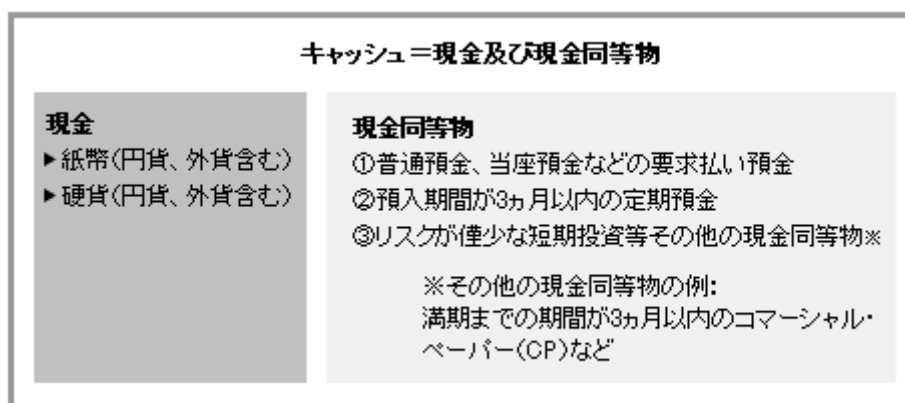 キャッシュ=現金及び現金同等物
現金
▶紙幣(円貨、外貨含む)
▶硬貨(円貨、外貨含む)
現金同等物
①普通預金、当座預金などの要求払い預金
②預入期間が3ヵ月以内の定期預金
③リスクが僅少な短期投資等その他の現金同等物※
※その他の現金同等物の例:
満期までの期間が3ヵ月以内のコマーシャル・
ペーパー(CP)など